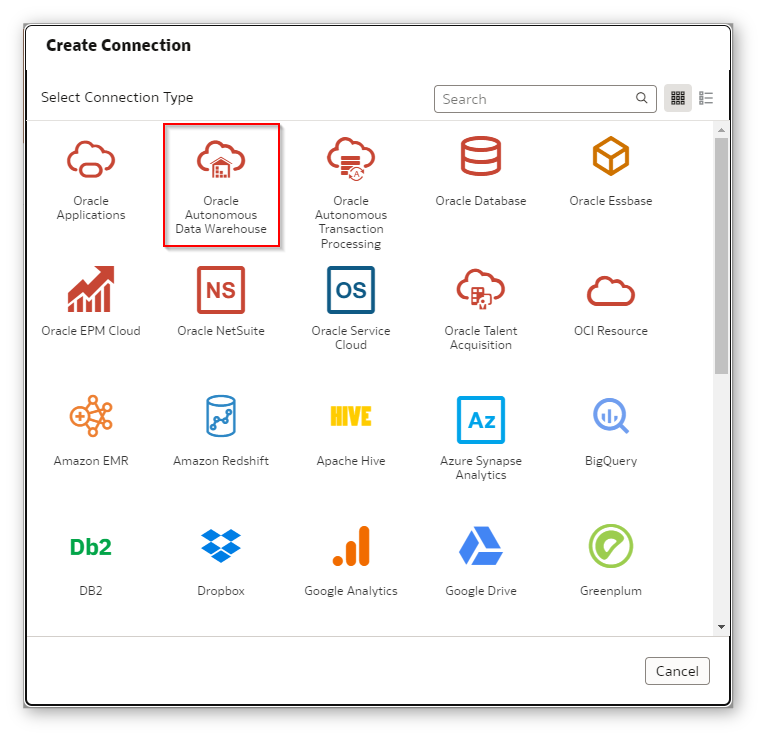 Create Connection
Select Connection Type
Search
Oracle
Applications
Oracle
Autonomous
Data Warehouse
A
Oracle
Autonomous
Transaction
Processing
Oracle Database
Oracle Essbase
Oracle EPM Cloud
NS
Oracle NetSuite
OS
Oracle Service
Cloud
Oracle Talent
Acquisition
OCI Resource
Amazon EMR
Amazon Redshift
HIVE
Apache Hive
Az
Azure Synapse
Analytics
BigQuery
Db2
DB2
Dropbox
Google Analytics
Google Drive
Greenplum
Cancel